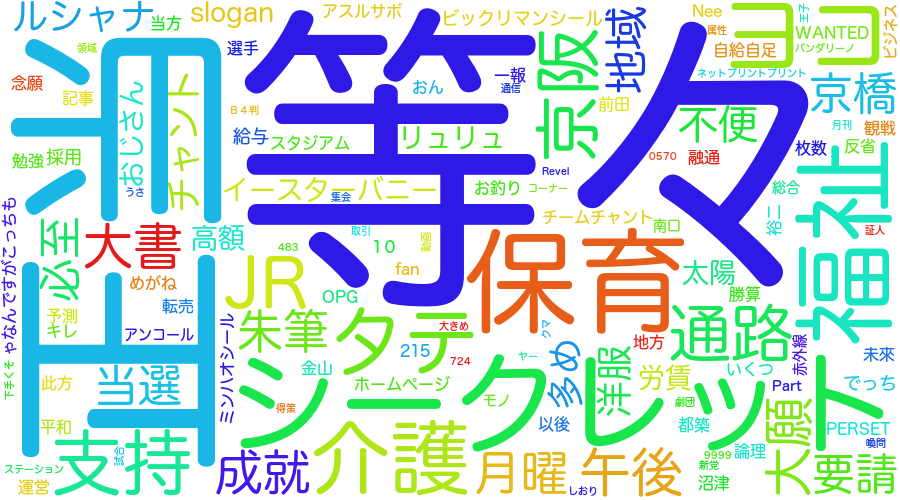 ルシャナ
当方
slogan
アスルサポ
ビックリマンシール
Nee
王子
WANTED
ビジネス
属性
パンダリーノ
自給自足
領域
選手
念願
記事
おじさん
チャント
B4判
おん
一報
通信
京阪
地域
ネットプリントプリント
京橋
前田
不便
月刊
観戦
温泉
等々
給与
スタジアム
リュリュ
枚数
反省
勉強
採用
うさ
イースターバニー
集会
お釣り
Revel
コーナー
0570
融通
総合
福祉
ゃなんですがこっちも
必至
大書
高額
取引
チームチャント
南口
裕二
証人
483
10
動画
保育
めがね
JR
fan
太陽
転売
OPG
勝算
予測
キレ
アンコール
ミンハオシール
朱筆
タテ
大きめ
クマ
地方
通路
赤外線
未來
下手くそ
215
724
当選
金山
ヤー
多め
洋服
いくつ
此方
ホームページ
労賃
Part
でっち
シークレット
得策
モノ
劇団
平和
以後
都築
大願
PERSET
支持
試合
論理
喚問
ステーション
成就
介護
月曜
午後
9999
新党
要請
運営
しおり
沼津